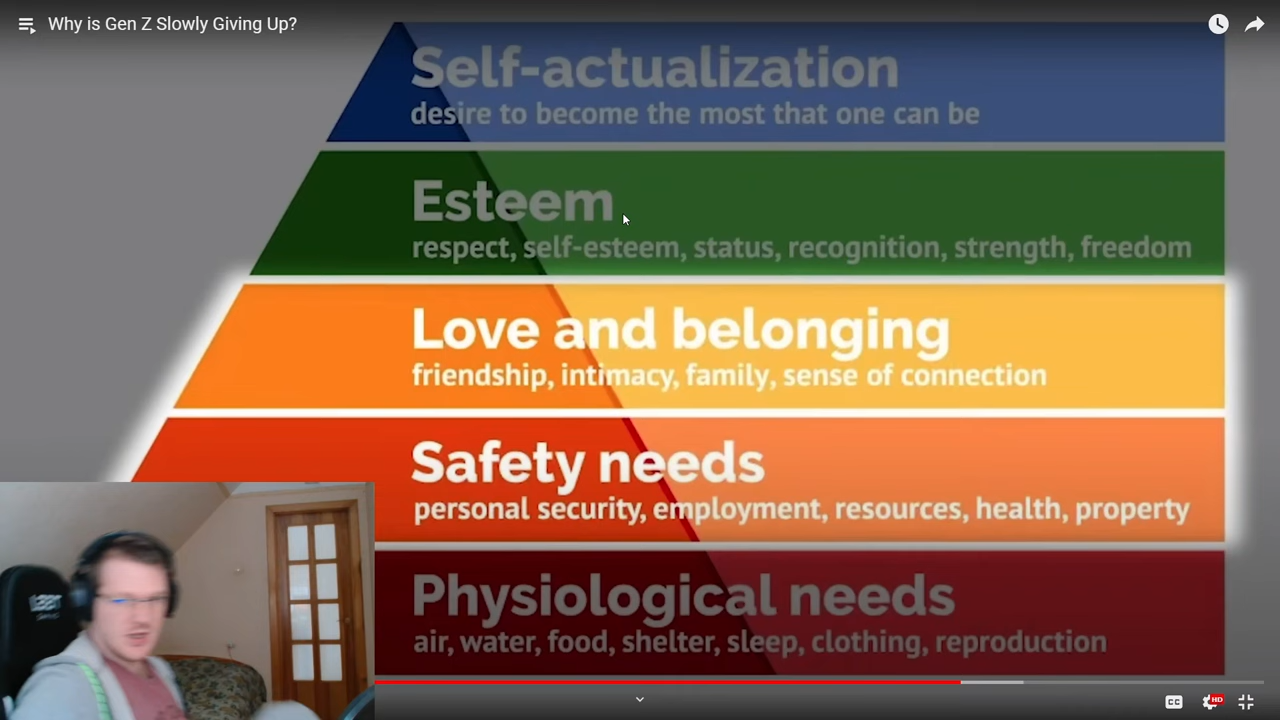 Why is Gen Z Slowly Giving Up?
Self-actualization
desire to become the most that one can be
Esteem
respect, self-esteem, status, recognition, strength, freedom
Love and belonging
friendship, intimacy, family, sense of connection
Safety needs
personal security, employment, resources, health, property
Physiological needs
air, water, food, shelter, sleep, clothing, reproduction
CC
HD